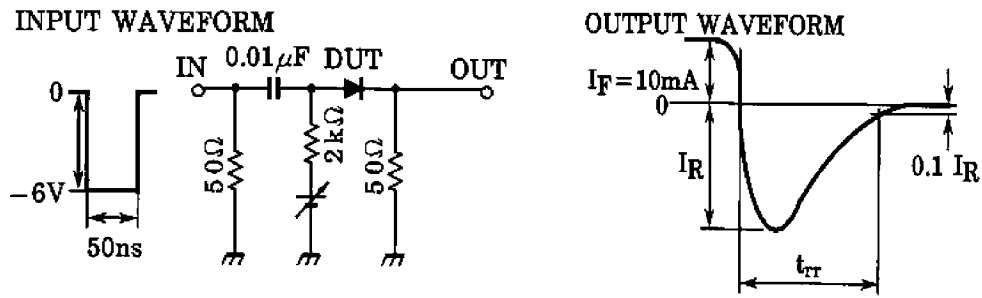 INPUT WAVEFORM
0
−6V
50ns
IN
0.01μF
DUT
OUT
50Ω
2kΩ
50Ω
OUTPUT WAVEFORM
IF=10mA
0
IR
0.1 IR
trr